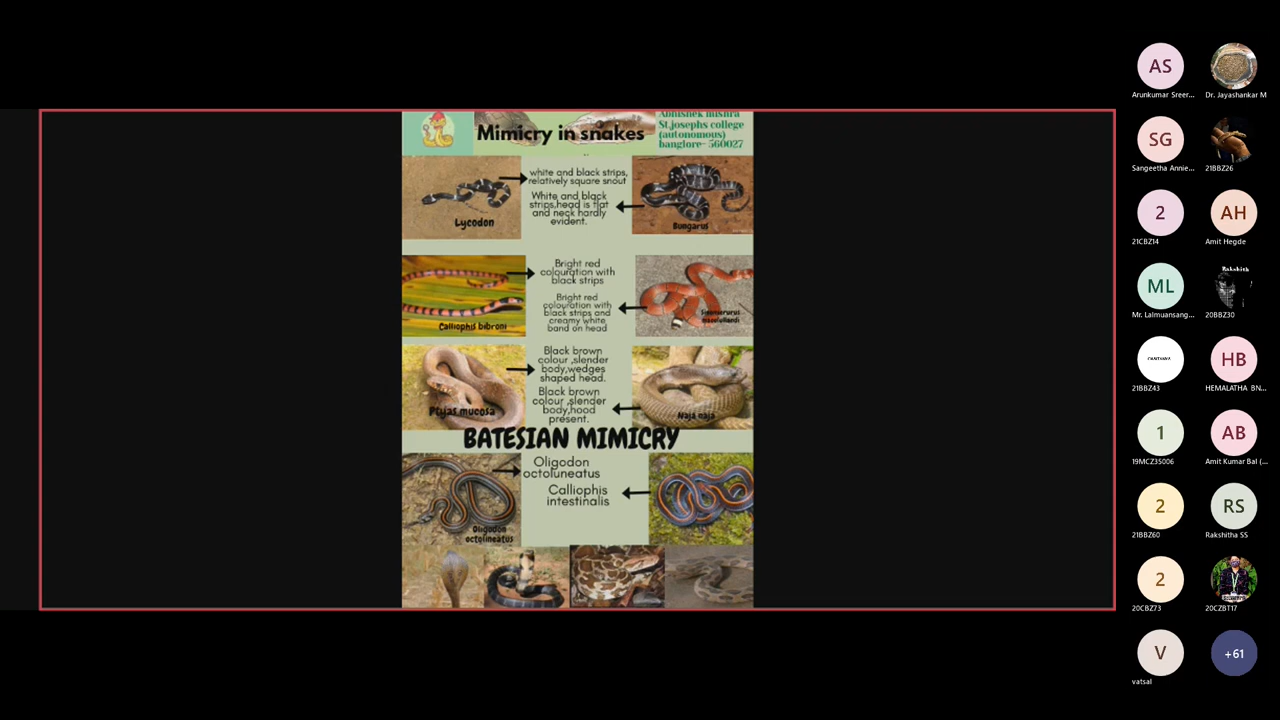 Mimicry in snakes
Abhishek mishra
St.josephs college
(autonomous)
banglore- 560027
white and black strips,
relatively square snout
White and black
strips,head is flat
and neck hardly
evident.
Lycodon
Bungarus
Bright red
colouration with
black strips
Bright red
colouration with
black strips and
creamy white
band on head
Calliophis bibroni
Black brown
colour ,slender
body,wedges
shaped head.
Black brown
colour ,slender
body,hood
present.
Ptyas mucosa
Naja naja
BATESIAN MIMICRY
Oligodon
octoluneatus
Calliophis
intestinalis
Oligodon
octolineatus
AS
Arunkumar Sreer...
Dr. Jayashankar M
SG
Sangeetha Annie...
21BBZ26
2
21CBZ14
AH
Amit Hegde
ML
Mr. Lalmuansang...
Rakshith
20BBZ30
21BBZ43
HB
HEMALATHA BN...
1
19MCZ35006
AB
Amit Kumar Bal (...
2
21BBZ60
RS
Rakshitha SS
2
20CBZ73
20CZBT17
V
vatsal
+61